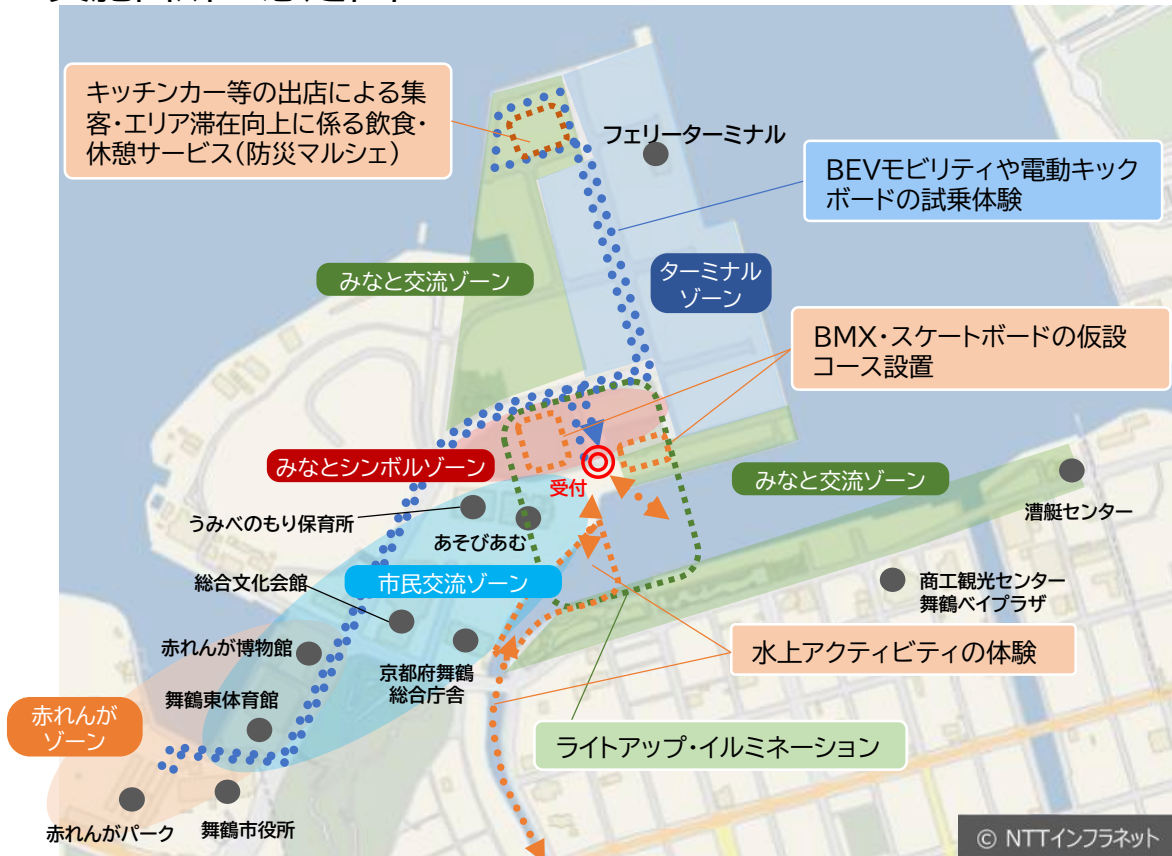 キッチンカー等の出店による集
客・エリア滞在向上に係る飲食・
休憩サービス(防災マルシェ)
フェリーターミナル
BEVモビリティや電動キック
ボードの試乗体験
みなと交流ゾーン
ターミナル
ゾーン
BMX・スケートボードの仮設
コース設置
みなとシンボルゾーン
受付
みなと交流ゾーン
漕艇センター
うみべのもり保育所
あそびあむ
総合文化会館
市民交流ゾーン
商工観光センター
舞鶴ベイプラザ
赤れんが博物館
京都府舞鶴
総合庁舎
水上アクティビティの体験
舞鶴東体育館
赤れんが
ゾーン
ライトアップ・イルミネーション
赤れんがパーク
舞鶴市役所
© NTTインフラネット